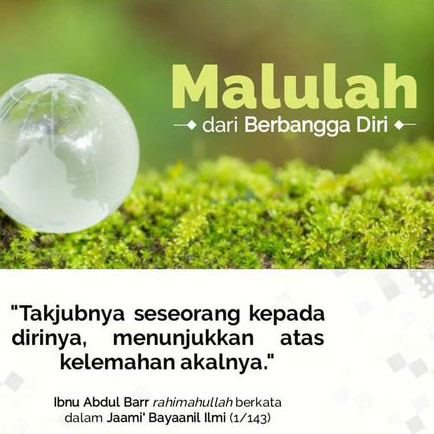 Malulah
dari Berbangga Diri
"Takjubnya seseorang kepada
dirinya, menunjukkan atas
kelemahan akalnya."
Ibnu Abdul Barr rahimahullah berkata
dalam Jaami' Bayaanil Ilmi (1/143)